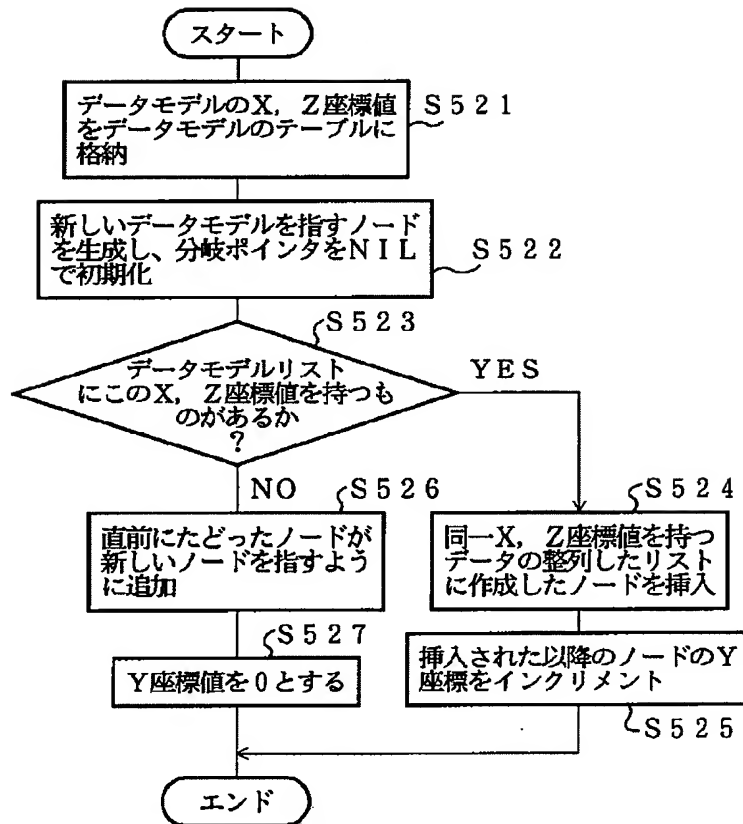 スタート
データモデルのX，Z座標値
をデータモデルのテーブルに
格納
S521
新しいデータモデルを指すノード
を生成し、分岐ポインタをNIL
で初期化
S522
S523
データモデルリスト
にこのX，Z座標値を持つも
のがあるか
?
YES
NO
S526
直前にたどったノードが
新しいノードを指すよう
に追加
S527
Y座標値を0とする
S524
同一X，Z座標値を持つ
データの整列したリスト
に作成したノードを挿入
挿入された以降のノードのY
座標をインクリメント
S525
エンド